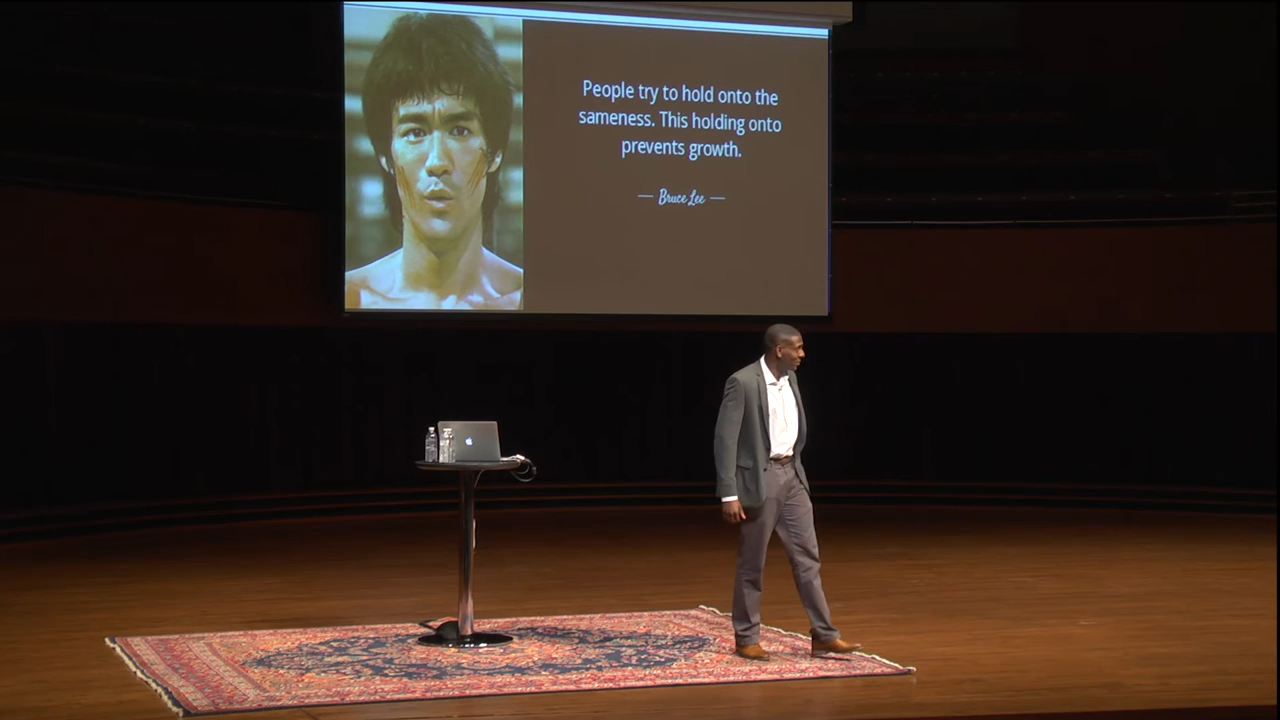 People try to hold onto the
sameness. This holding onto
prevents growth.
— Bruce Lee —